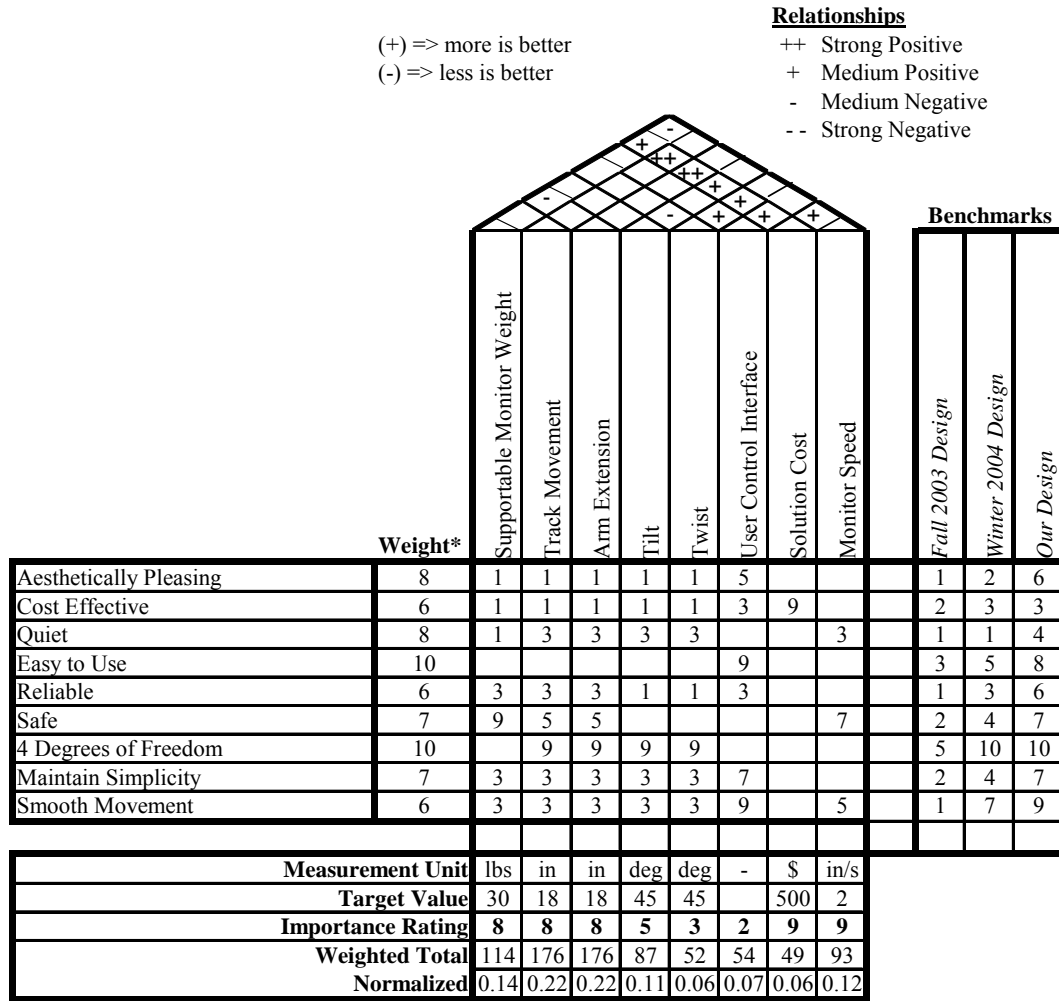 Relationships
(+) => more is better ++ Strong Positive
(-) => less is better + Medium Positive
- Medium Negative
- - Strong Negative
-
+ ++
++
+
- +
- + + +
Benchmarks
Weight* Supportable Monitor Weight Track Movement Arm Extension Tilt Twist User Control Interface Solution Cost Monitor Speed Fall 2003 Design Winter 2004 Design Our Design
Aesthetically Pleasing 8 1 1 1 1 1 5 1 2 6
Cost Effective 6 1 1 1 1 1 3 9 2 3 3
Quiet 8 1 3 3 3 3 3 1 1 4
Easy to Use 10 9 3 5 8
Reliable 6 3 3 3 1 1 3 1 3 6
Safe 7 9 5 5 7 2 4 7
4 Degrees of Freedom 10 9 9 9 9 5 10 10
Maintain Simplicity 7 3 3 3 3 3 7 2 4 7
Smooth Movement 6 3 3 3 3 3 9 5 1 7 9
Measurement Unit lbs in in deg deg - $ in/s
Target Value 30 18 18 45 45 500 2
Importance Rating 8 8 8 5 3 2 9 9
Weighted Total 114 176 176 87 52 54 49 93
Normalized 0.14 0.22 0.22 0.11 0.06 0.07 0.06 0.12